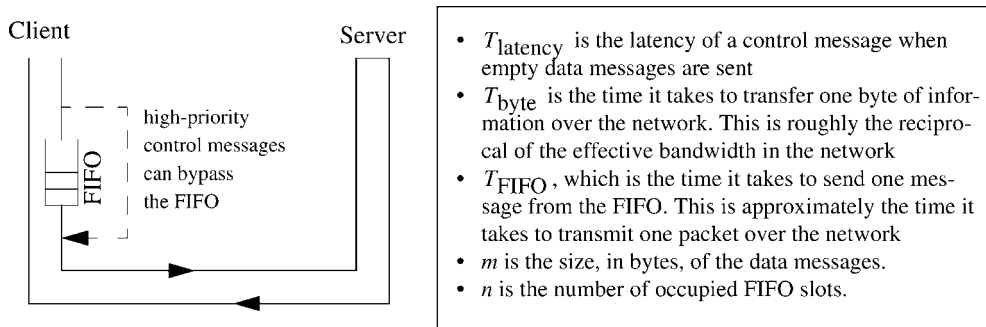 Client
Server
high-priority
control messages
can bypass
the FIFO
FIFO
• T_latency is the latency of a control message when
empty data messages are sent
• T_byte is the time it takes to transfer one byte of infor-
mation over the network. This is roughly the recipro-
cal of the effective bandwidth in the network
• T_FIFO, which is the time it takes to send one mes-
sage from the FIFO. This is approximately the time it
takes to transmit one packet over the network
• m is the size, in bytes, of the data messages.
• n is the number of occupied FIFO slots.